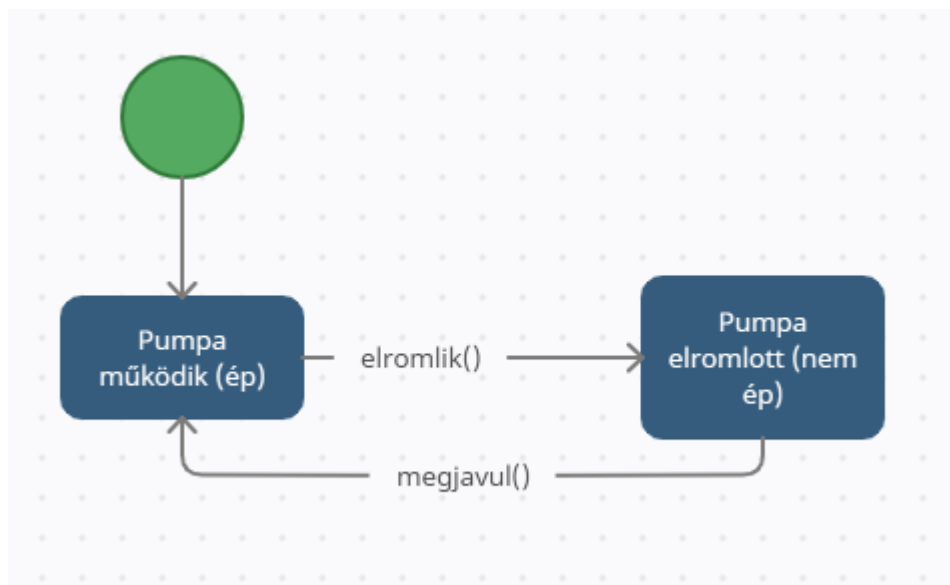 Pumpa
működik (ép)
elromlik()
Pumpa
elromlott (nem
ép)
megjavul()